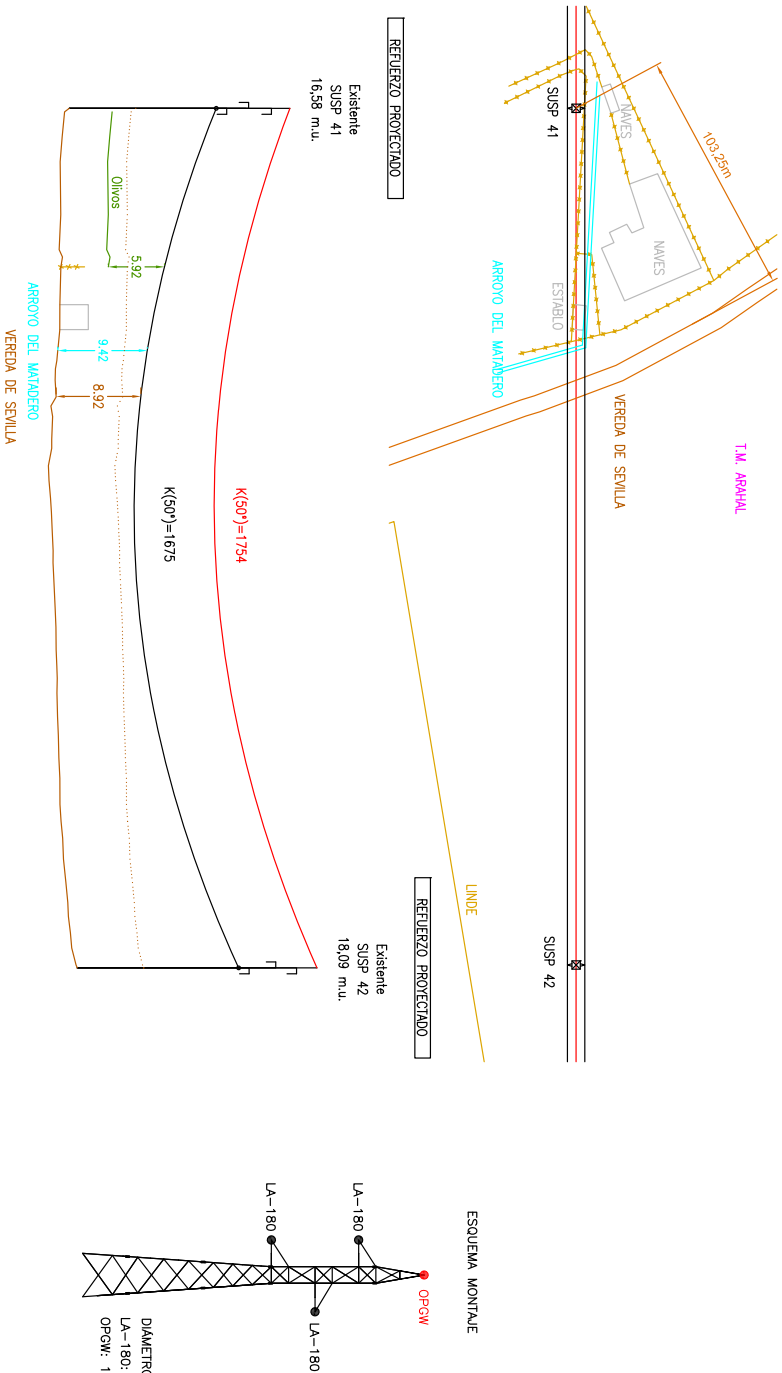 T.M. ARAHAL
103,25m
NAVES
NAVES
SUSP 41
ESTABLO
ARROYO DEL MATADERO
VEREDA DE SEVILLA
SUSP 42
LINDE
REFUERZO PROYECTADO
Existente
SUSP 41
16,58 m.u.
REFUERZO PROYECTADO
Existente
SUSP 42
18,09 m.u.
K(50°)=1754
K(50°)=1675
Olivos
5.92
9.42
8.92
ARROYO DEL MATADERO
VEREDA DE SEVILLA
ESQUEMA MONTAJE
OPGW
LA-180
LA-180
LA-180
DIÁMETRO
LA-180:
OPGW: 1